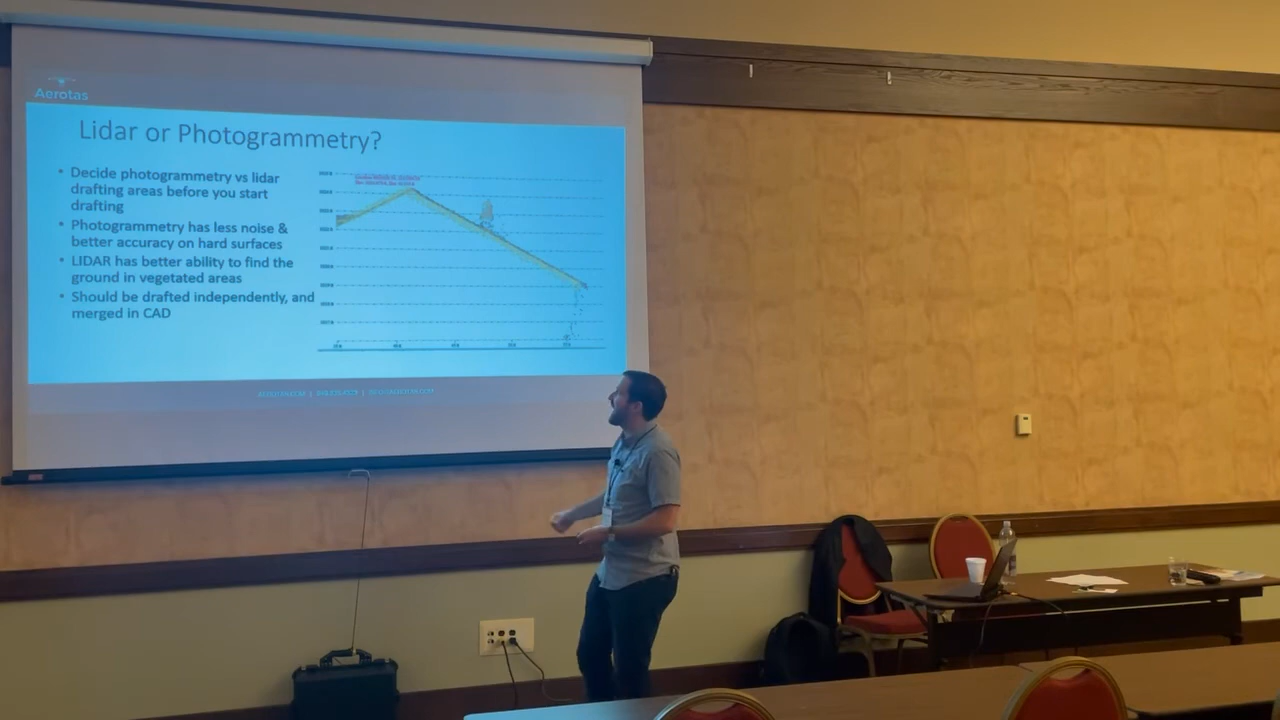 Aerotas
Lidar or Photogrammetry?
• Decide photogrammetry vs lidar
drafting areas before you start
drafting
• Photogrammetry has less noise &
better accuracy on hard surfaces
• LIDAR has better ability to find the
ground in vegetated areas
• Should be drafted independently, and
merged in CAD